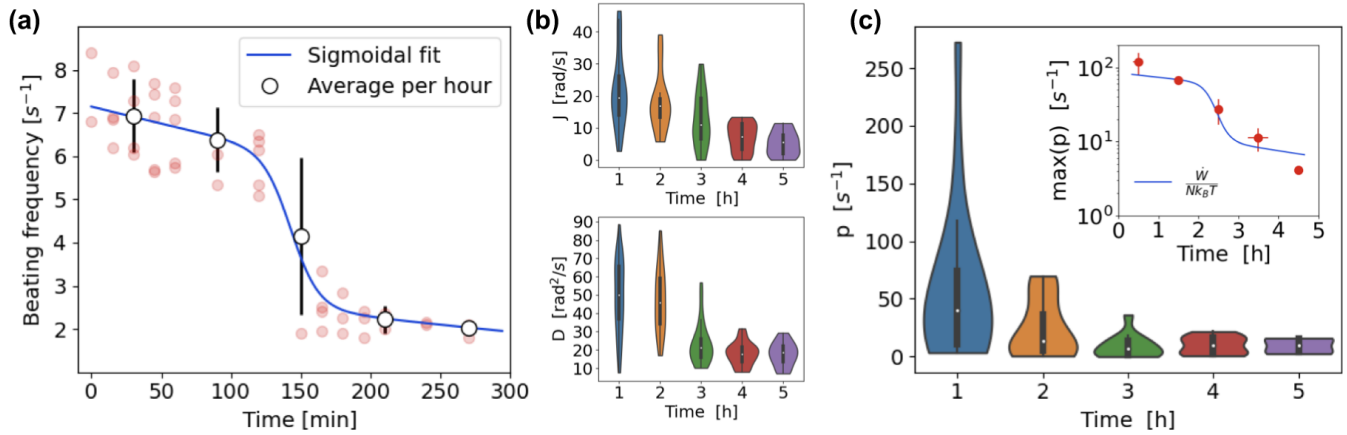 (a)
Beating frequency [s⁻¹]
8
7
6
5
4
3
2
Sigmoidal fit
Average per hour
0 50 100 150 200 250 300
Time [min]
(b)
J [rad/s]
40
30
20
10
0
1 2 3 4 5
Time [h]
D [rad²/s]
90
80
70
60
50
40
30
20
10
0
1 2 3 4 5
Time [h]
(c)
p [s⁻¹]
250
200
150
100
50
0
1 2 3 4 5
Time [h]
max(p) [s⁻¹]
10²
10¹
10⁰
Ẇ
Nk_BT
0 1 2 3 4 5
Time [h]